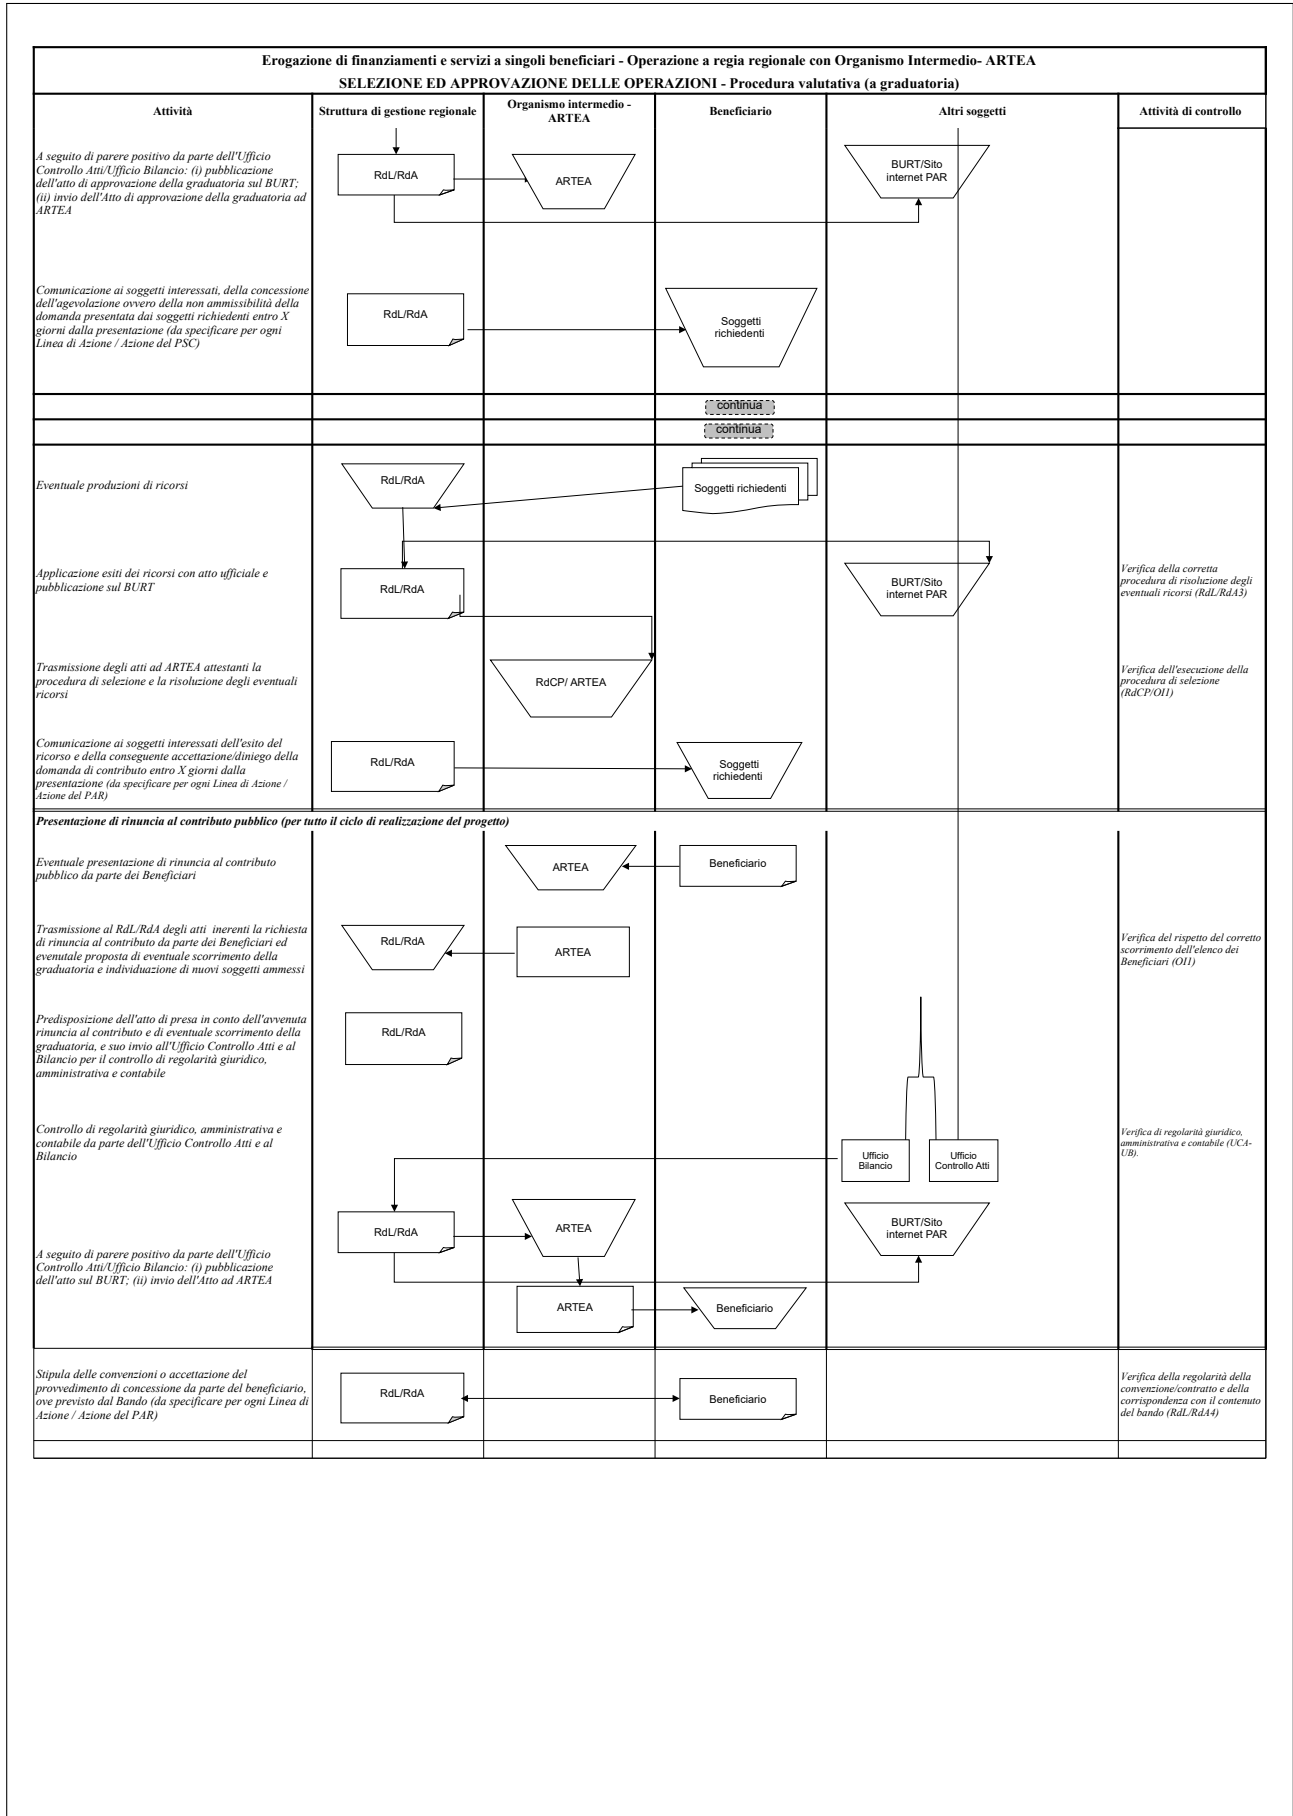 Erogazione di finanziamenti e servizi a singoli beneficiari - Operazione a regia regionale con Organismo Intermedio- ARTEA
SELEZIONE ED APPROVAZIONE DELLE OPERAZIONI - Procedura valutativa (a graduatoria)
Attività
Struttura di gestione regionale
Organismo intermedio -
ARTEA
Beneficiario
Altri soggetti
Attività di controllo
A seguito di parere positivo da parte dell'Ufficio
Controllo Atti/Ufficio Bilancio: (i) pubblicazione
dell'atto di approvazione della graduatoria sul BURT;
(ii) invio dell'Atto di approvazione della graduatoria ad
ARTEA
RdL/RdA
ARTEA
BURT/Sito
internet PAR
Comunicazione ai soggetti interessati, della concessione
dell'agevolazione ovvero della non ammissibilità della
domanda presentata dai soggetti richiedenti entro X
giorni dalla presentazione (da specificare per ogni
Linea di Azione / Azione del PSC)
RdL/RdA
Soggetti
richiedenti
continua
continua
Eventuale produzioni di ricorsi
RdL/RdA
Soggetti richiedenti
Applicazione esiti dei ricorsi con atto ufficiale e
pubblicazione sul BURT
RdL/RdA
BURT/Sito
internet PAR
Verifica della corretta
procedura di risoluzione degli
eventuali ricorsi (RdL/RdA3)
Trasmissione degli atti ad ARTEA attestanti la
procedura di selezione e la risoluzione degli eventuali
ricorsi
RdCP/ ARTEA
Verifica dell'esecuzione della
procedura di selezione
(RdCP/OI1)
Comunicazione ai soggetti interessati dell'esito del
ricorso e della conseguente accettazione/diniego della
domanda di contributo entro X giorni dalla
presentazione (da specificare per ogni Linea di Azione /
Azione del PAR)
RdL/RdA
Soggetti
richiedenti
Presentazione di rinuncia al contributo pubblico (per tutto il ciclo di realizzazione del progetto)
Eventuale presentazione di rinuncia al contributo
pubblico da parte dei Beneficiari
ARTEA
Beneficiario
Trasmissione al RdL/RdA degli atti inerenti la richiesta
di rinuncia al contributo da parte dei Beneficiari ed
evenutale proposta di eventuale scorrimento della
graduatoria e individuazione di nuovi soggetti ammessi
RdL/RdA
ARTEA
Verifica del rispetto del corretto
scorrimento dell'elenco dei
Beneficiari (OI1)
Predisposizione dell'atto di presa in conto dell'avvenuta
rinuncia al contributo e di eventuale scorrimento della
graduatoria, e suo invio all'Ufficio Controllo Atti e al
Bilancio per il controllo di regolarità giuridico,
amministrativa e contabile
RdL/RdA
Controllo di regolarità giuridico, amministrativa e
contabile da parte dell'Ufficio Controllo Atti e al
Bilancio
Ufficio
Bilancio
Ufficio
Controllo Atti
Verifica di regolarità giuridico,
amministrativa e contabile (UCA-
UB).
A seguito di parere positivo da parte dell'Ufficio
Controllo Atti/Ufficio Bilancio: (i) pubblicazione
dell'atto sul BURT; (ii) invio dell'Atto ad ARTEA
RdL/RdA
ARTEA
BURT/Sito
internet PAR
ARTEA
Beneficiario
Stipula delle convenzioni o accettazione del
provvedimento di concessione da parte del beneficiario,
ove previsto dal Bando (da specificare per ogni Linea di
Azione / Azione del PAR)
RdL/RdA
Beneficiario
Verifica della regolarità della
convenzione/contratto e della
corrispondenza con il contenuto
del bando (RdL/RdA4)